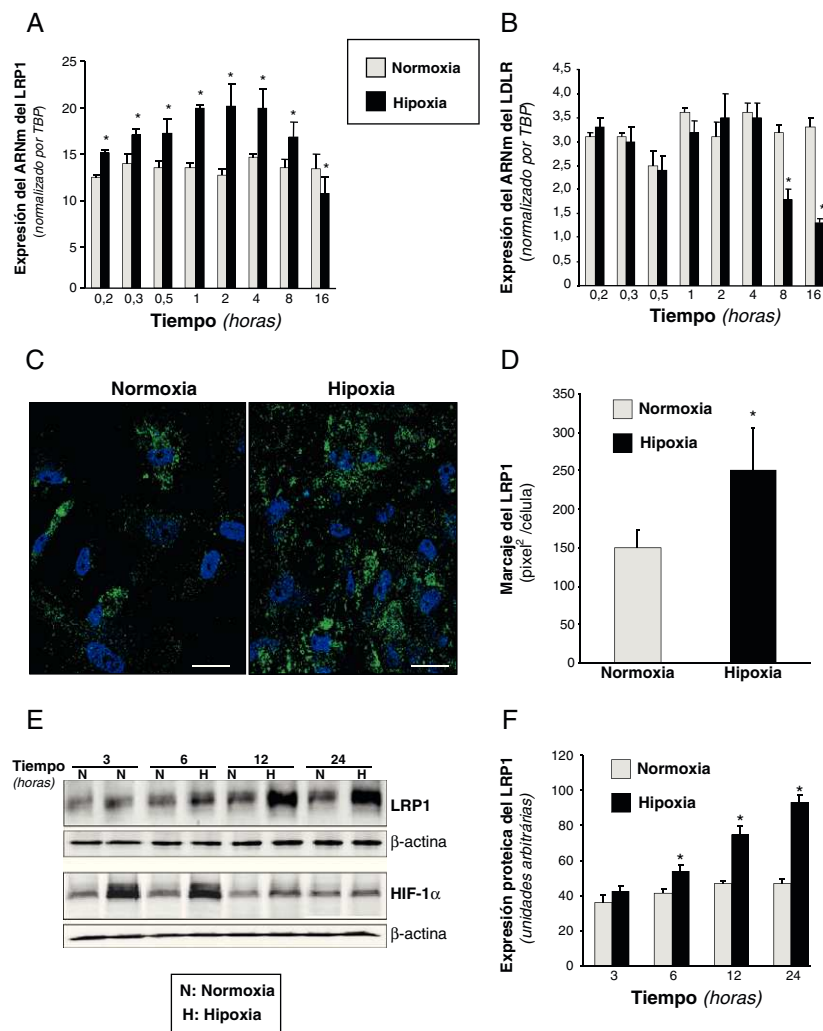 A
Expresión del ARNm del LRP1
(normalizado por TBP)
25
20
15
10
5
0
* * * * * * * *
0,2 0,3 0,5 1 2 4 8 16
Tiempo (horas)
Normoxia
Hipoxia
B
Expresión del ARNm del LDLR
(normalizado por TBP)
4,5
4,0
3,5
3,0
2,5
2,0
1,5
1,0
0,5
0,0
* *
0,2 0,3 0,5 1 2 4 8 16
Tiempo (horas)
C
Normoxia Hipoxia
D
Marcaje del LRP1
(pixel² /célula)
350
300
250
200
150
100
50
0
Normoxia
Hipoxia
*
Normoxia Hipoxia
E
Tiempo
(horas)
3 6 12 24
N N N H N H N H
LRP1
β-actina
HIF-1α
β-actina
N: Normoxia
H: Hipoxia
F
Expresión proteica del LRP1
(unidades arbitrárias)
120
100
80
60
40
20
0
Normoxia
Hipoxia
* * *
3 6 12 24
Tiempo (horas)